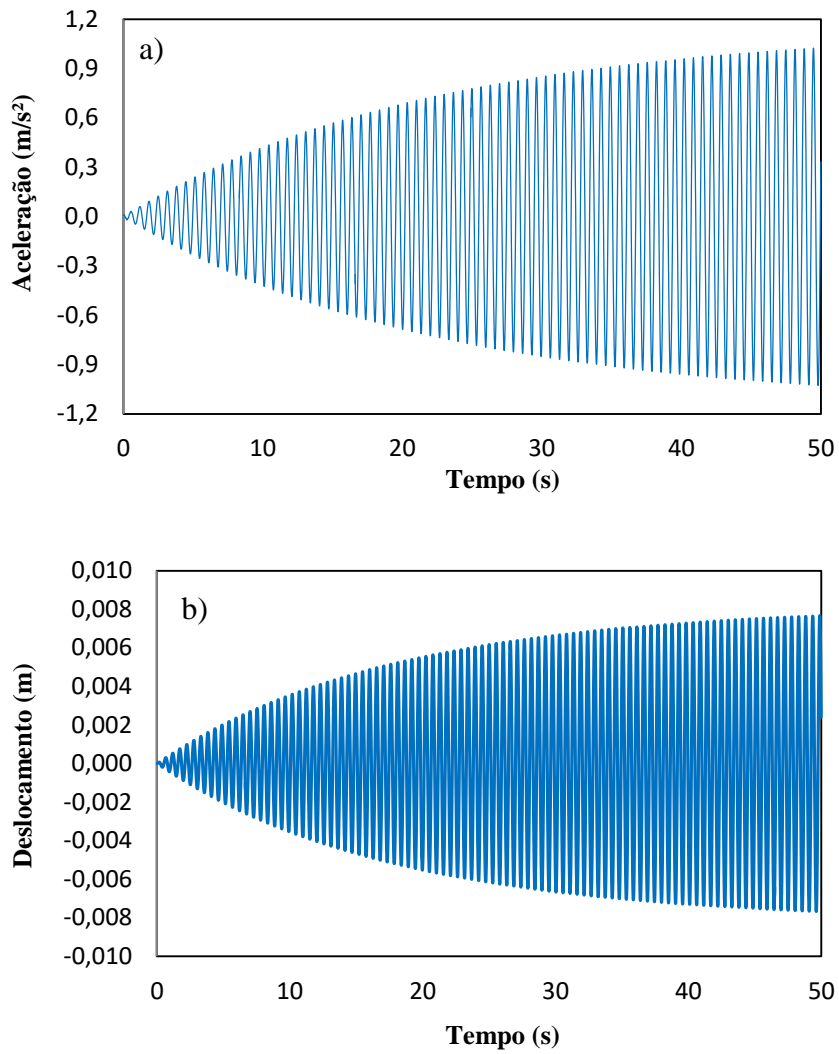 a)
Aceleração (m/s²)
1,2
0,9
0,6
0,3
0,0
-0,3
-0,6
-0,9
-1,2
0 10 20 30 40 50
Tempo (s)
b)
Deslocamento (m)
0,010
0,008
0,006
0,004
0,002
0,000
-0,002
-0,004
-0,006
-0,008
-0,010
0 10 20 30 40 50
Tempo (s)